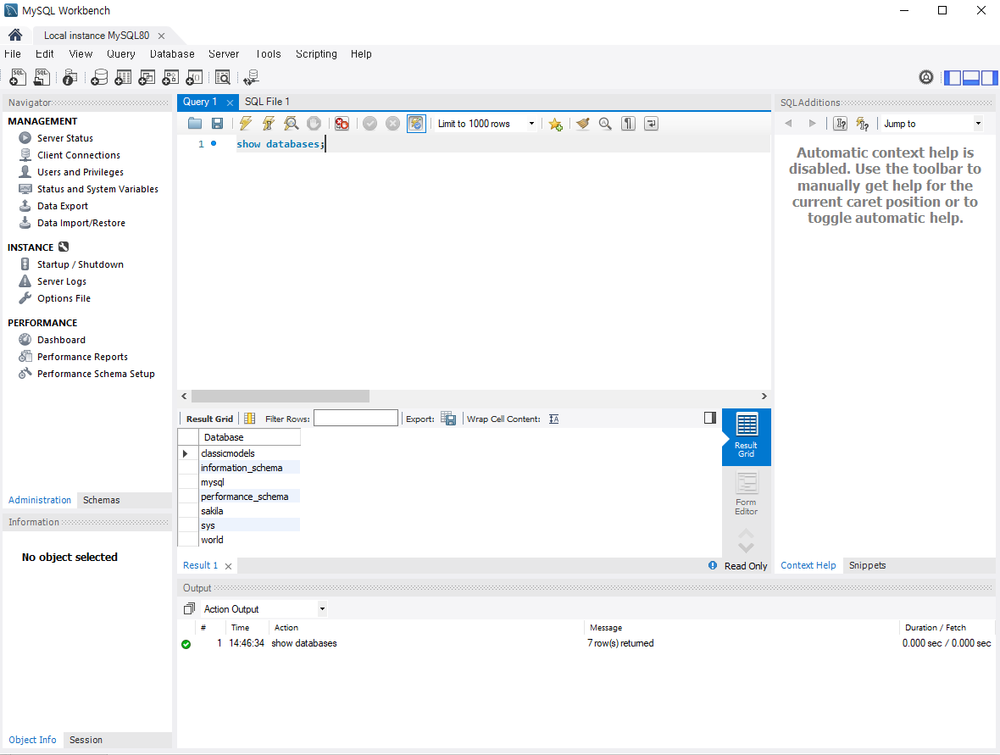 MySQL Workbench
Local instance MySQL80
File Edit View Query Database Server Tools Scripting Help
Navigator
MANAGEMENT
Server Status
Client Connections
Users and Privileges
Status and System Variables
Data Export
Data Import/Restore
INSTANCE
Startup / Shutdown
Server Logs
Options File
PERFORMANCE
Dashboard
Performance Reports
Performance Schema Setup
Administration Schemas
Information
No object selected
Object Info Session
Query 1 SQL File 1
Limit to 1000 rows
1 show databases;
Result Grid Filter Rows: Export: Wrap Cell Content:
Database
classicmodels
information_schema
mysql
performance_schema
sakila
sys
world
Result
Grid
Form
Editor
Result 1 Read Only
Output
Action Output
# Time Action Message Duration / Fetch
1 14:46:34 show databases 7 row(s) returned 0.000 sec / 0.000 sec
SQLAdditions
Jump to
Automatic context help is
disabled. Use the toolbar to
manually get help for the
current caret position or to
toggle automatic help.
Context Help Snippets